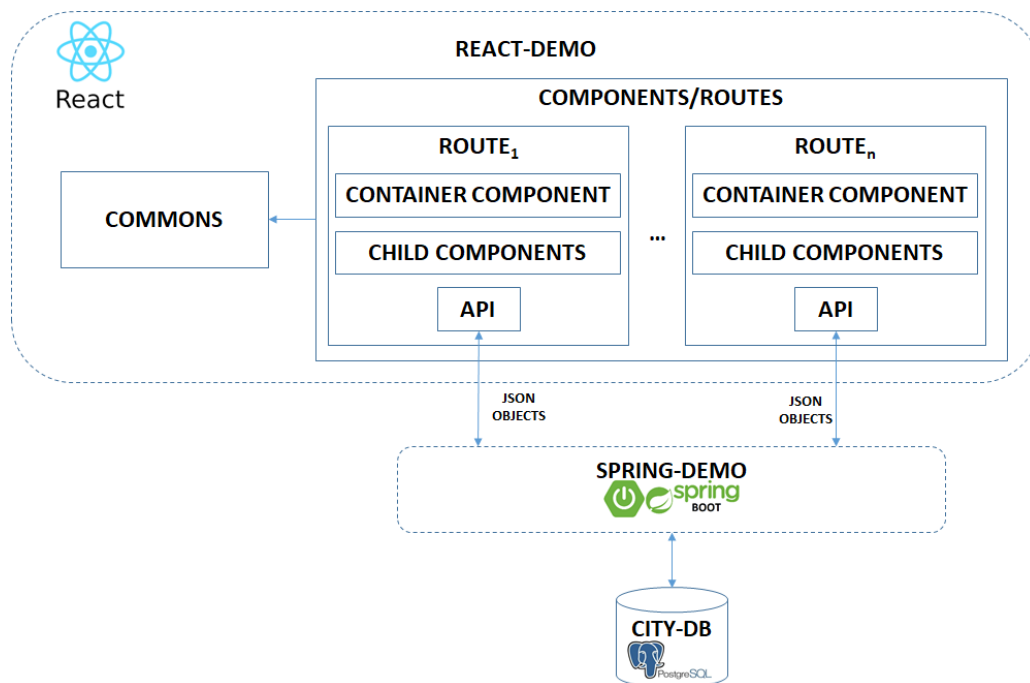 REACT-DEMO
React
COMPONENTS/ROUTES
ROUTE₁
ROUTEₙ
CONTAINER COMPONENT
CONTAINER COMPONENT
COMMONS
...
CHILD COMPONENTS
CHILD COMPONENTS
API
API
JSON
OBJECTS
JSON
OBJECTS
SPRING-DEMO
spring
BOOT
CITY-DB
PostgreSQL